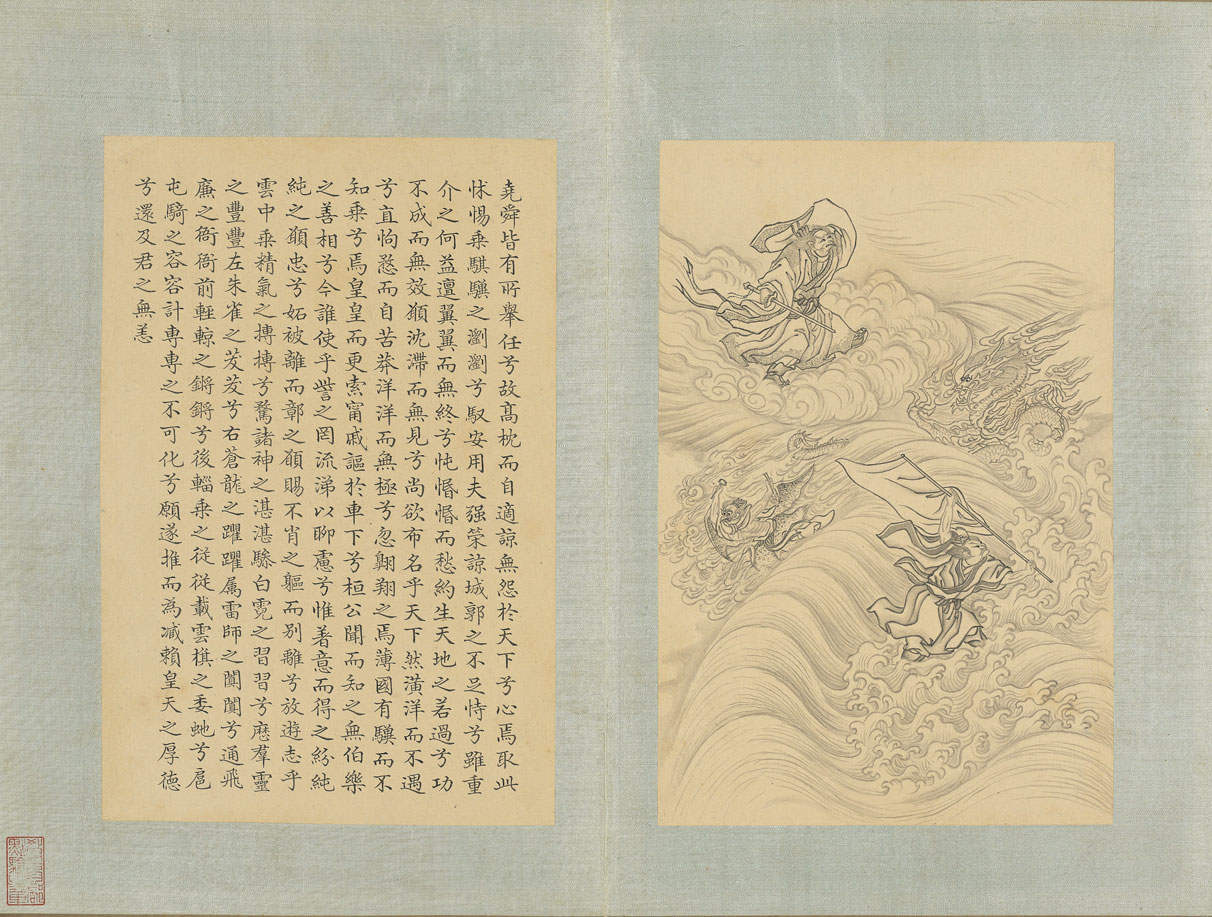 堯舜皆有所舉任兮故髙枕而自適諒無怨於天下兮心焉取此
怵惕乗騏驥之瀏瀏兮馭安用夫强策諒城郭之不足恃兮雖重
介之何益邅翼翼而無終兮忳惛惛而愁約生天地之若過兮功
不成而無效願沈滯而無見兮尚欲布名乎天下然潢洋而不遇
兮直怐愗而自苦莽洋洋而無極兮忽翺翔之焉薄國有驥而不
知乗兮焉皇皇而更索甯戚謳於車下兮桓公聞而知之無伯樂
之善相兮今誰使乎訾之罔流涕以聊慮兮惟著意而得之紛純
純之願忠兮妬被離而鄣之願賜不肖之軀而别離兮放遊志乎
雲中乗精氣之摶摶兮騖諸神之湛湛驂白霓之習習兮歴羣靈
之豐豐左朱雀之茇茇兮右蒼龍之躍躍屬雷師之闐闐兮通飛
廉之衙衙前輕輬之鏘鏘兮後輜乗之從從載雲旗之委虵兮扈
屯騎之容容計専専之不可化兮願遂推而為臧賴皇天之厚德
兮還及君之無恙